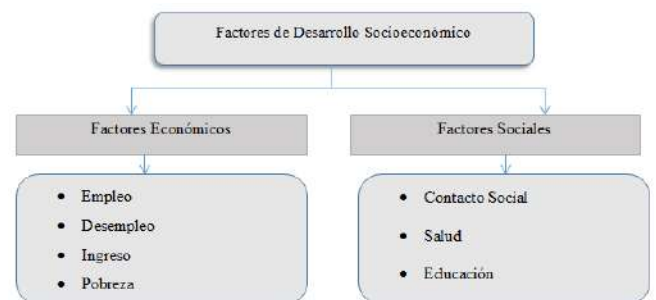 Factores de Desarrollo Socioeconómico
Factores Económicos
Factores Sociales
• Empleo
• Desempleo
• Ingreso
• Pobreza
• Contacto Social
• Salud
• Educación